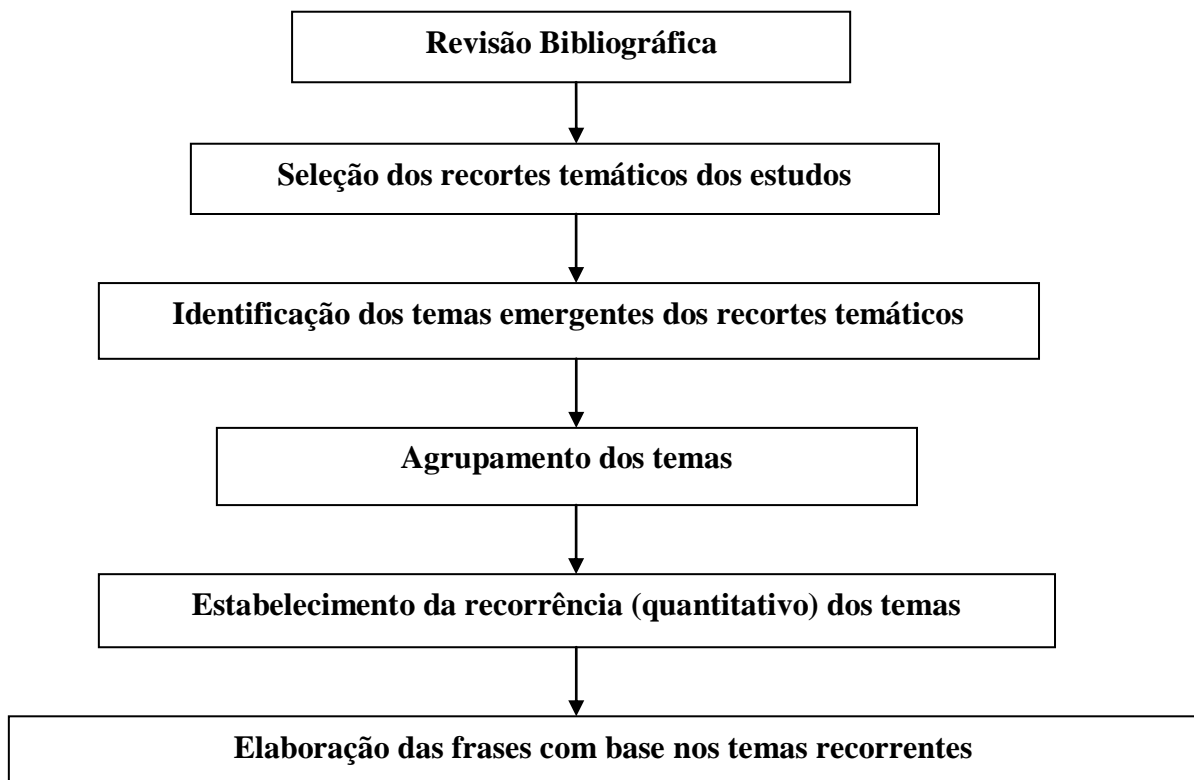 Revisão Bibliográfica
Seleção dos recortes temáticos dos estudos
Identificação dos temas emergentes dos recortes temáticos
Agrupamento dos temas
Estabelecimento da recorrência (quantitativo) dos temas
Elaboração das frases com base nos temas recorrentes